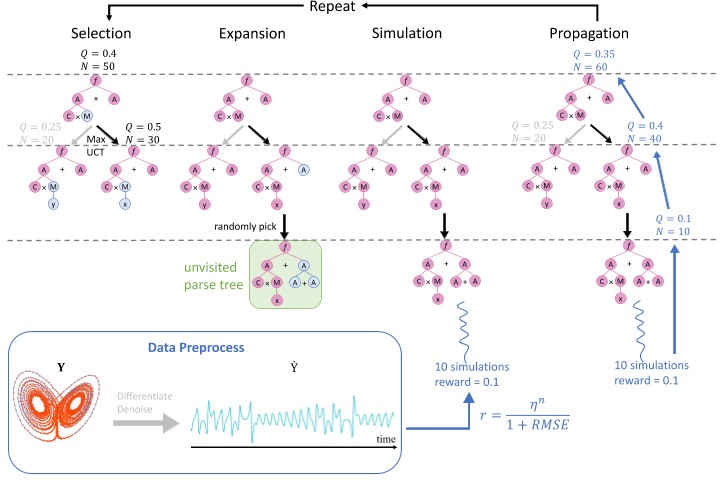 Repeat
Selection
Expansion
Simulation
Propagation
Q = 0.4
N = 50
Q = 0.35
N = 60
f
f
f
f
A + A
A + A
A + A
A + A
C × M
C × M
C × M
C × M
Q = 0.25
N = 20
Max
UCT
Q = 0.5
N = 30
Q = 0.25
N = 20
Q = 0.4
N = 40
f
f
f
f
f
f
f
f
A + A
A + A
A + A
A + A
A + A
A + A
A + A
A + A
C × M
C × M
C × M
C × M
C × M
C × M
C × M
C × M
y
x
y
x
y
x
y
x
Q = 0.1
N = 10
randomly pick
unvisited
parse tree
f
A + A
C × M A + A
x
f
A + A
C × M A + A
x
f
A + A
C × M A + A
x
10 simulations
reward = 0.1
10 simulations
reward = 0.1
Data Preprocess
Y
Ẏ
Differentiate
Denoise
time
r = η^n / 1 + RMSE